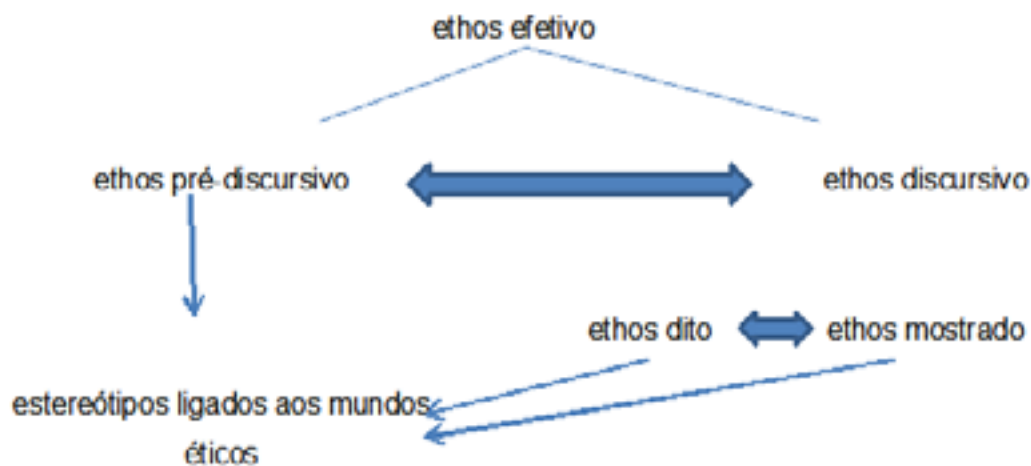 ethos efetivo
ethos pré-discursivo
ethos discursivo
ethos dito
ethos mostrado
estereótipos ligados aos mundos
éticos